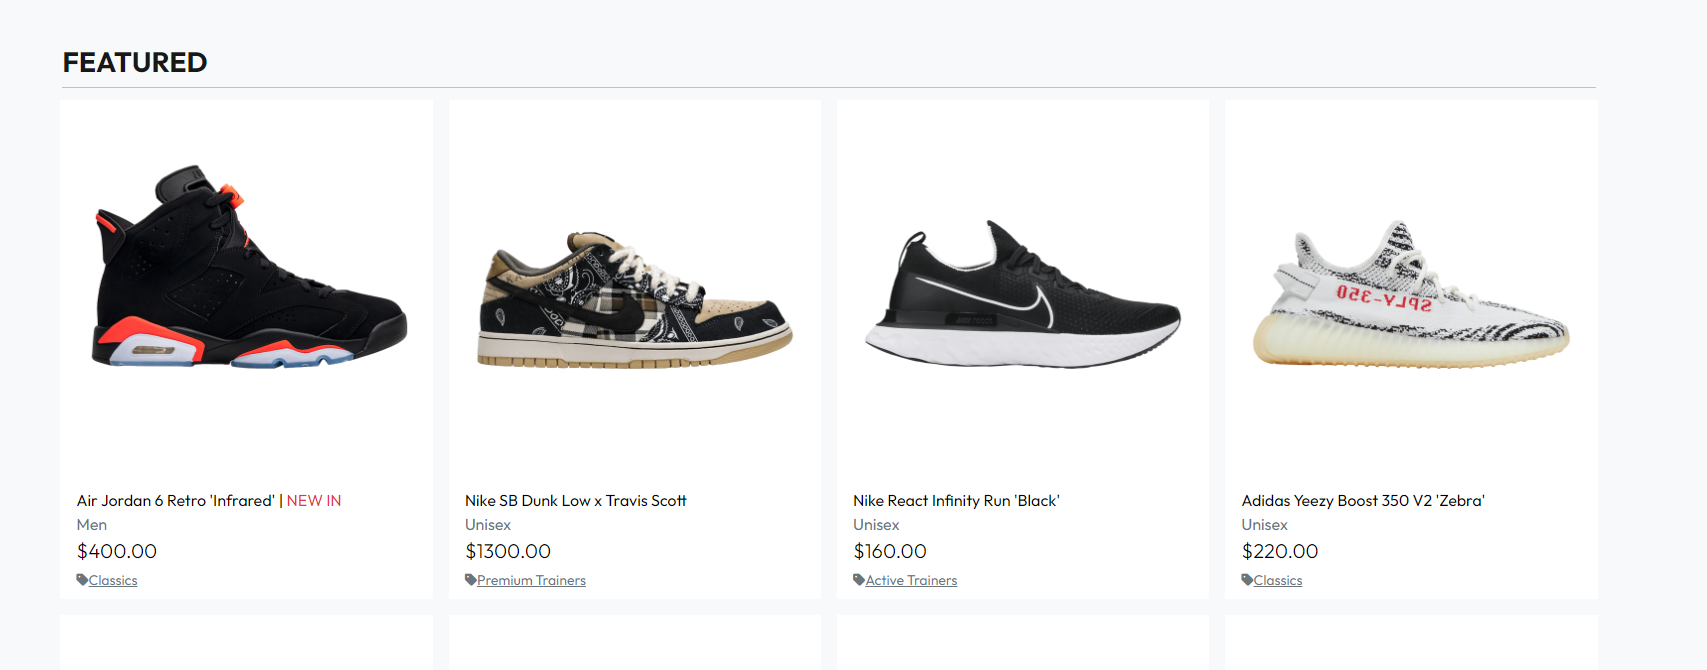 FEATURED
Air Jordan 6 Retro 'Infrared' | NEW IN
Men
$400.00
Classics
Nike SB Dunk Low x Travis Scott
Unisex
$1300.00
Premium Trainers
Nike React Infinity Run 'Black'
Unisex
$160.00
Active Trainers
SPLY-350
Adidas Yeezy Boost 350 V2 'Zebra'
Unisex
$220.00
Classics